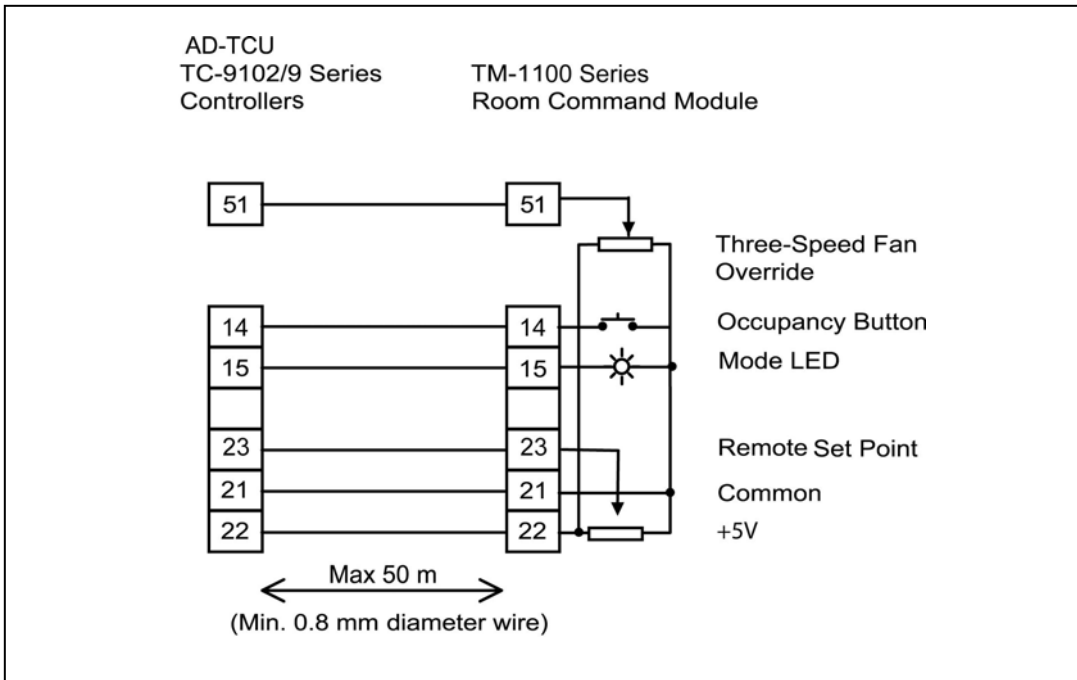 AD-TCU
TC-9102/9 Series
Controllers
TM-1100 Series
Room Command Module
51
51
Three-Speed Fan
Override
14
14
Occupancy Button
15
15
Mode LED
23
23
Remote Set Point
21
21
Common
22
22
+5V
Max 50 m
(Min. 0.8 mm diameter wire)